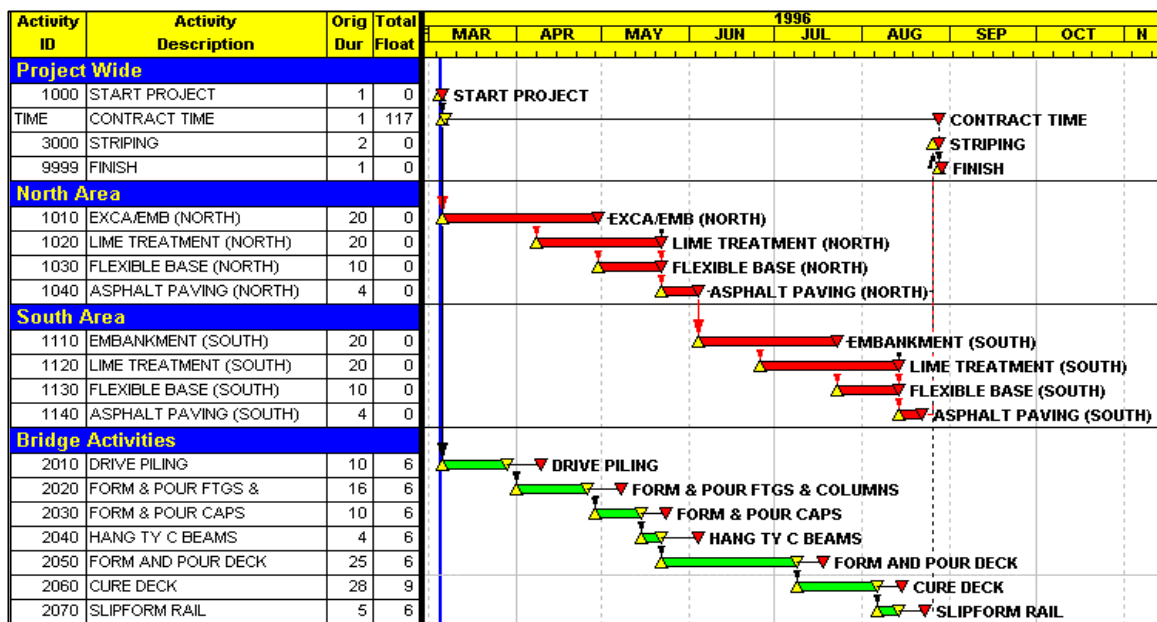 Activity Activity Orig Total 1996
ID Description Dur Float MAR APR MAY JUN JUL AUG SEP OCT N
Project Wide
1000 START PROJECT 1 0 START PROJECT
TIME CONTRACT TIME 1 117 CONTRACT TIME
3000 STRIPING 2 0 STRIPING
9999 FINISH 1 0 FINISH
North Area
1010 EXCA/EMB (NORTH) 20 0 EXCA/EMB (NORTH)
1020 LIME TREATMENT (NORTH) 20 0 LIME TREATMENT (NORTH)
1030 FLEXIBLE BASE (NORTH) 10 0 FLEXIBLE BASE (NORTH)
1040 ASPHALT PAVING (NORTH) 4 0 ASPHALT PAVING (NORTH)
South Area
1110 EMBANKMENT (SOUTH) 20 0 EMBANKMENT (SOUTH)
1120 LIME TREATMENT (SOUTH) 20 0 LIME TREATMENT (SOUTH)
1130 FLEXIBLE BASE (SOUTH) 10 0 FLEXIBLE BASE (SOUTH)
1140 ASPHALT PAVING (SOUTH) 4 0 ASPHALT PAVING (SOUTH)
Bridge Activities
2010 DRIVE PILING 10 6 DRIVE PILING
2020 FORM & POUR FTGS & 16 6 FORM & POUR FTGS & COLUMNS
2030 FORM & POUR CAPS 10 6 FORM & POUR CAPS
2040 HANG TY C BEAMS 4 6 HANG TY C BEAMS
2050 FORM AND POUR DECK 25 6 FORM AND POUR DECK
2060 CURE DECK 28 9 CURE DECK
2070 SLIPFORM RAIL 5 6 SLIPFORM RAIL